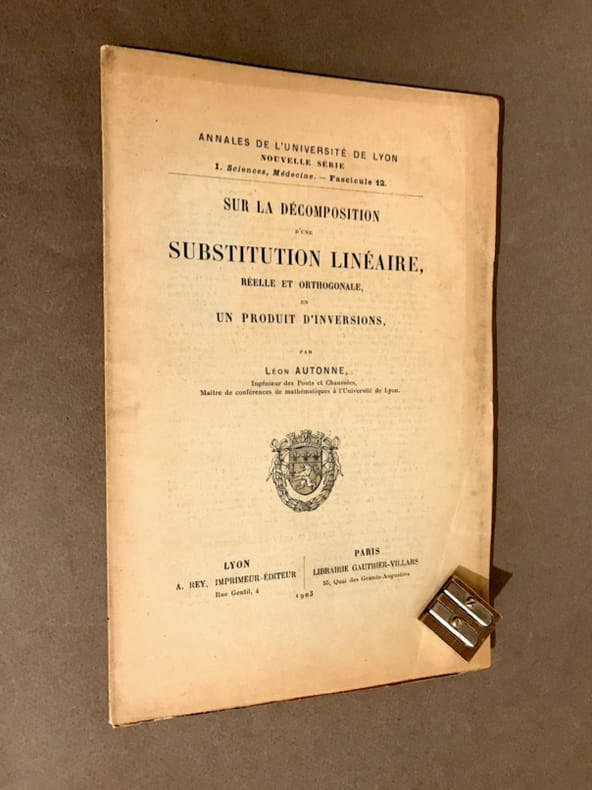 ANNALES DE L'UNIVERSITÉ DE LYON
NOUVELLE SÉRIE
I. Sciences, Médecine. — Fascicule 12.
SUR LA DÉCOMPOSITION
D'UNE
SUBSTITUTION LINÉAIRE,
RÉELLE ET ORTHOGONALE,
EN
UN PRODUIT D'INVERSIONS,
PAR
LÉON AUTONNE,
Ingénieur des Ponts et Chaussées,
Maître de conférences de mathématiques à l'Université de Lyon.
LYON
A. REY, IMPRIMEUR-ÉDITEUR
Rue Gentil, 4
PARIS
LIBRAIRIE GAUTHIER-VILLARS
55, Quai des Grands-Augustins
1903